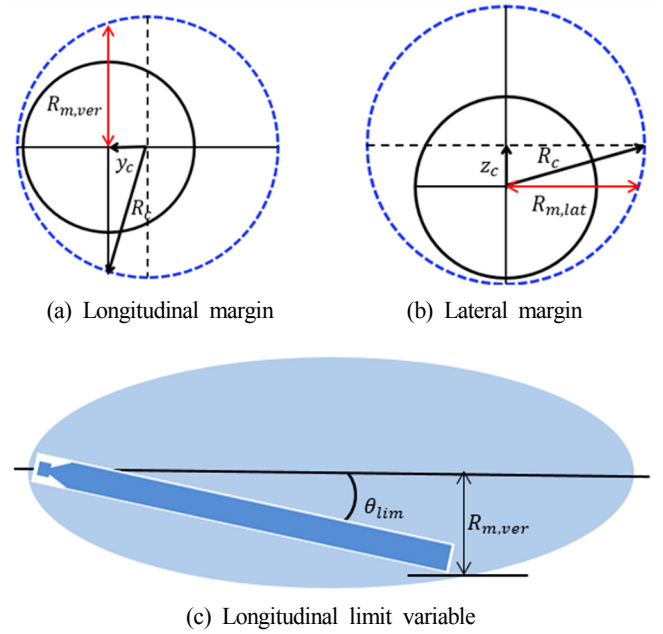 R_{m,ver}
y_c
R_c
(a) Longitudinal margin
z_c
R_c
R_{m,lat}
(b) Lateral margin
θ_{lim}
R_{m,ver}
(c) Longitudinal limit variable